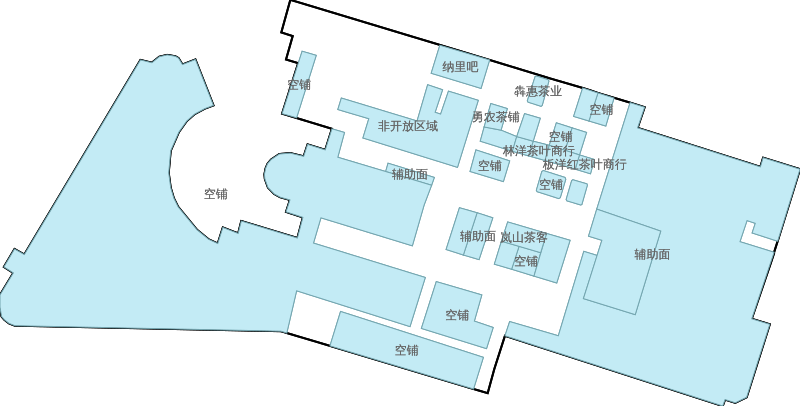 纳里吧
空铺
犇惠茶业
空铺
勇农茶铺
非开放区域
空铺
林洋茶叶商行
空铺
板洋红茶叶商行
辅助面
空铺
空铺
辅助面
岚山茶客
辅助面
空铺
空铺
空铺